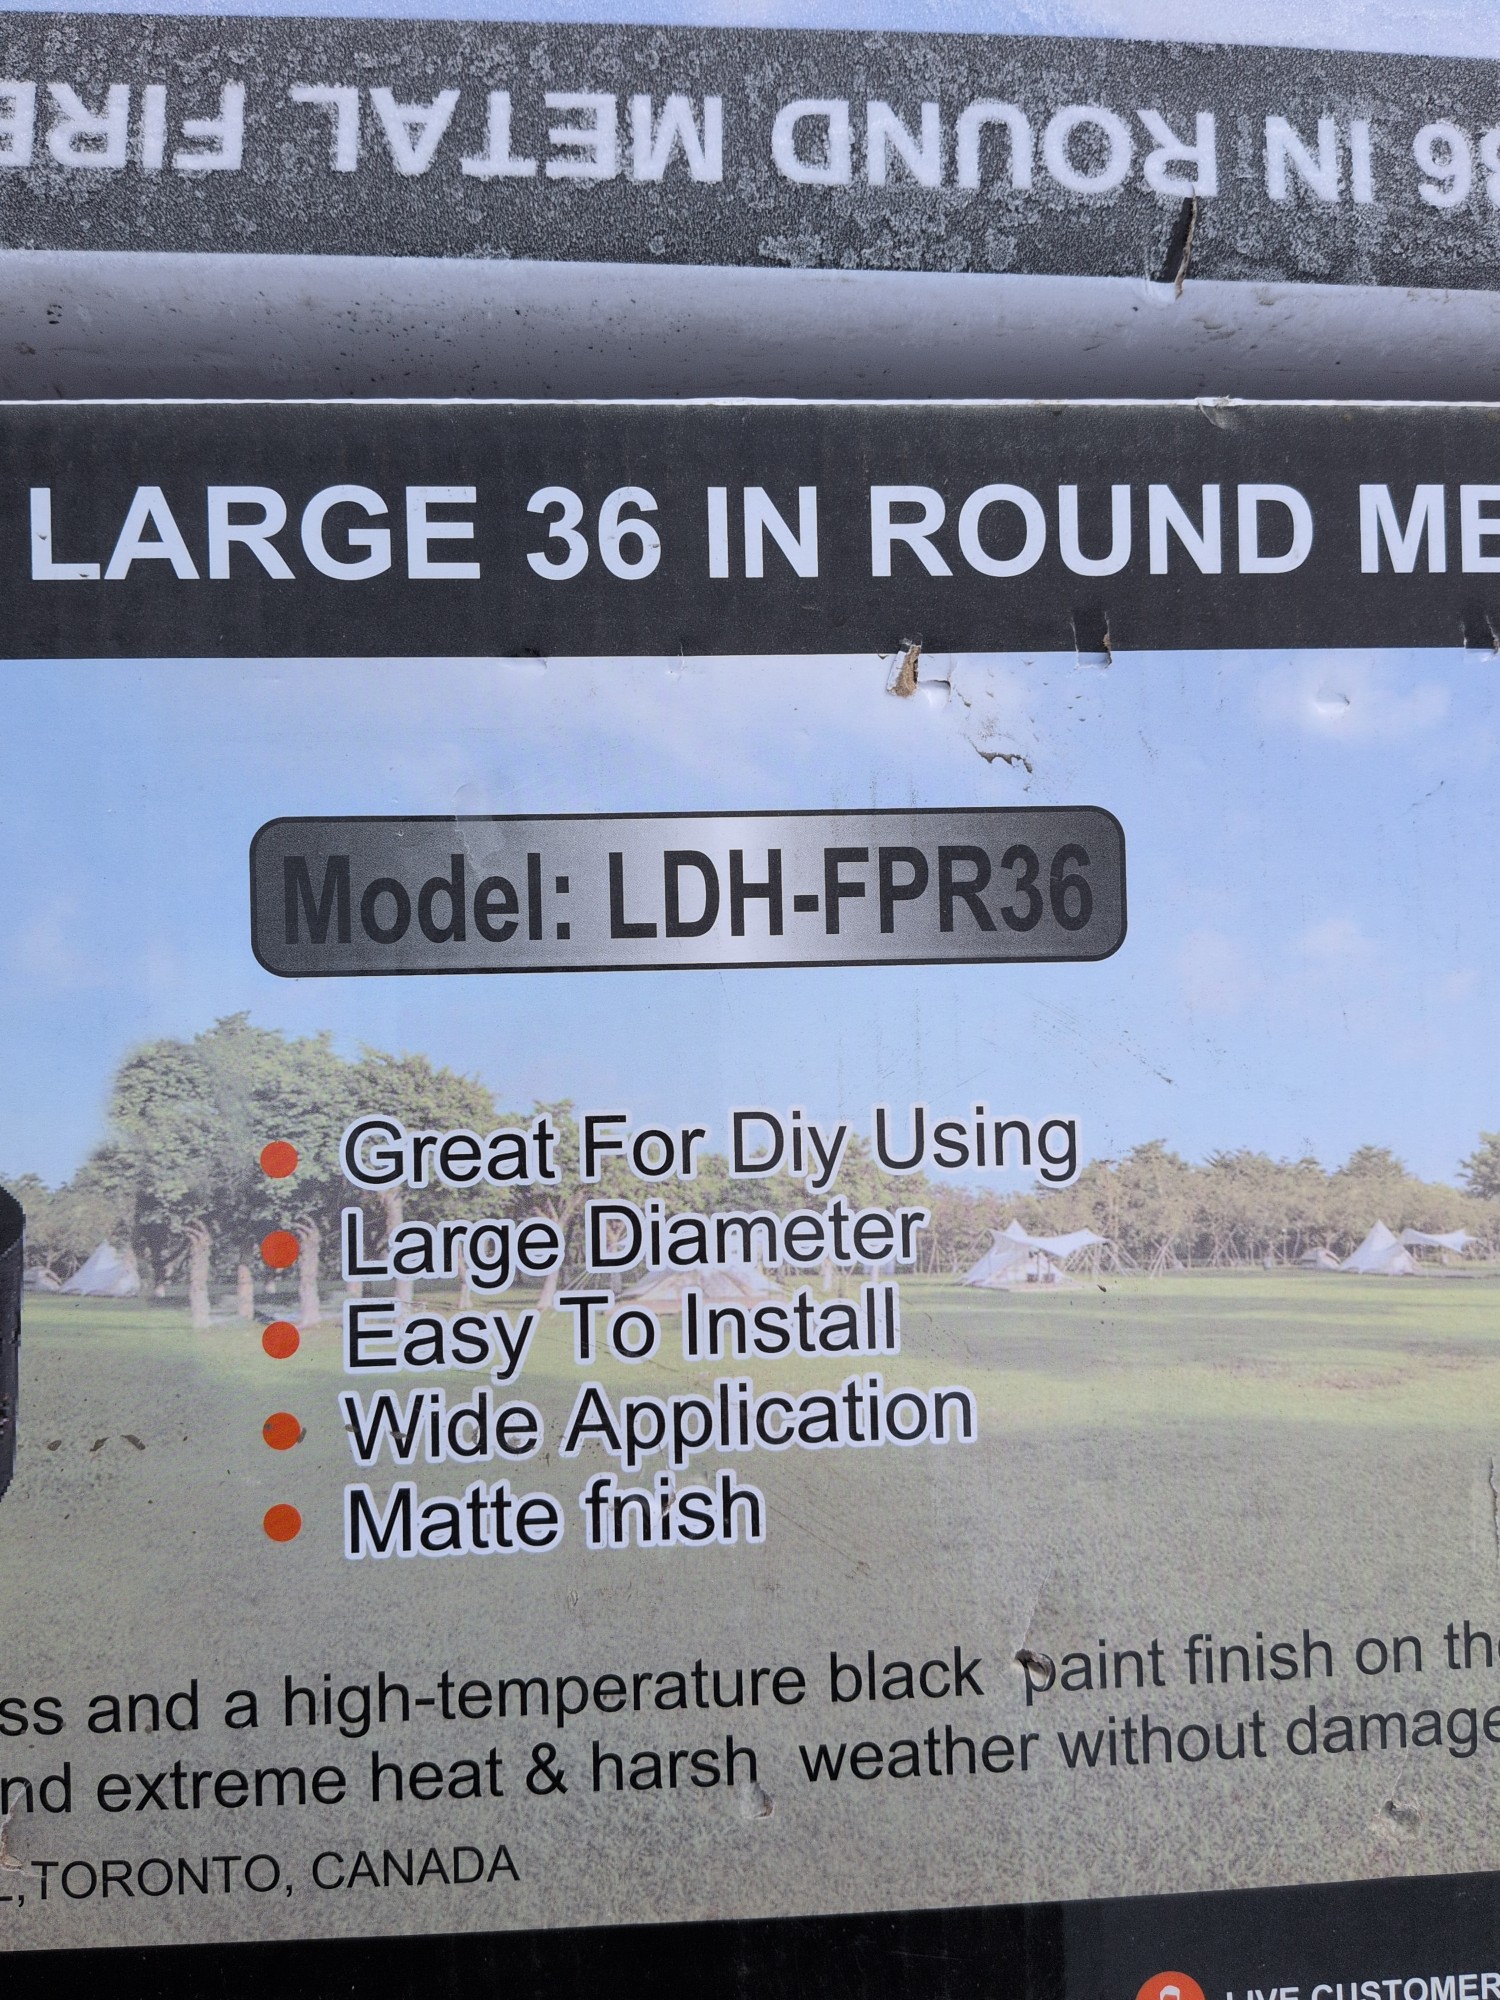 36 IN ROUND METAL FIRE
LARGE 36 IN ROUND ME
Model: LDH-FPR36
Great For Diy Using
Large Diameter
Easy To Install
Wide Application
Matte fnish
ss and a high-temperature black paint finish on th
nd extreme heat & harsh weather without damage
,TORONTO, CANADA
LIVE CUSTOMER